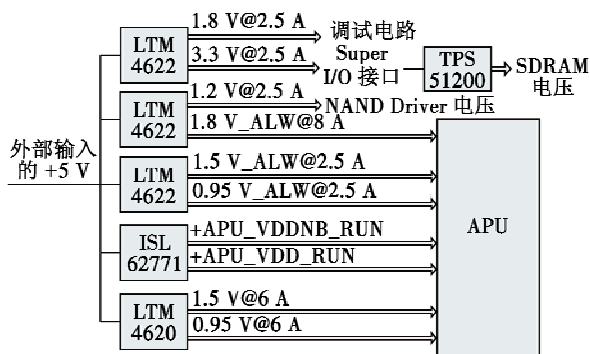 外部输入
的 +5 V
LTM
4622
1.8 V@2.5 A
3.3 V@2.5 A
调试电路
Super
I/O 接口
TPS
51200
SDRAM
电压
LTM
4622
1.2 V@2.5 A
NAND Driver 电压
1.8 V_ALW@8 A
LTM
4622
1.5 V_ALW@2.5 A
0.95 V_ALW@2.5 A
ISL
62771
+APU_VDDNB_RUN
+APU_VDD_RUN
LTM
4620
1.5 V@6 A
0.95 V@6 A
APU